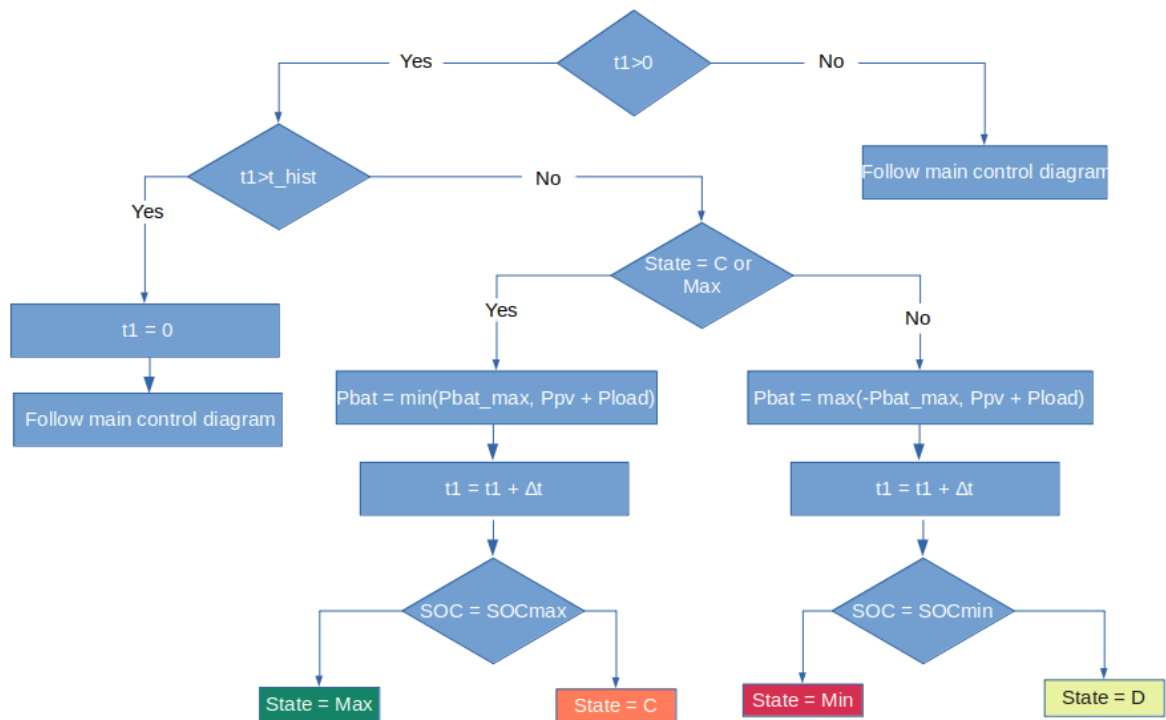 t1>0
Yes
No
t1>t_hist
Follow main control diagram
No
Yes
State = C or
Max
Yes
No
t1 = 0
Pbat = min(Pbat_max, Ppv + Pload)
Pbat = max(-Pbat_max, Ppv + Pload)
Follow main control diagram
t1 = t1 + Δt
t1 = t1 + Δt
SOC = SOCmax
SOC = SOCmin
State = Max
State = C
State = Min
State = D